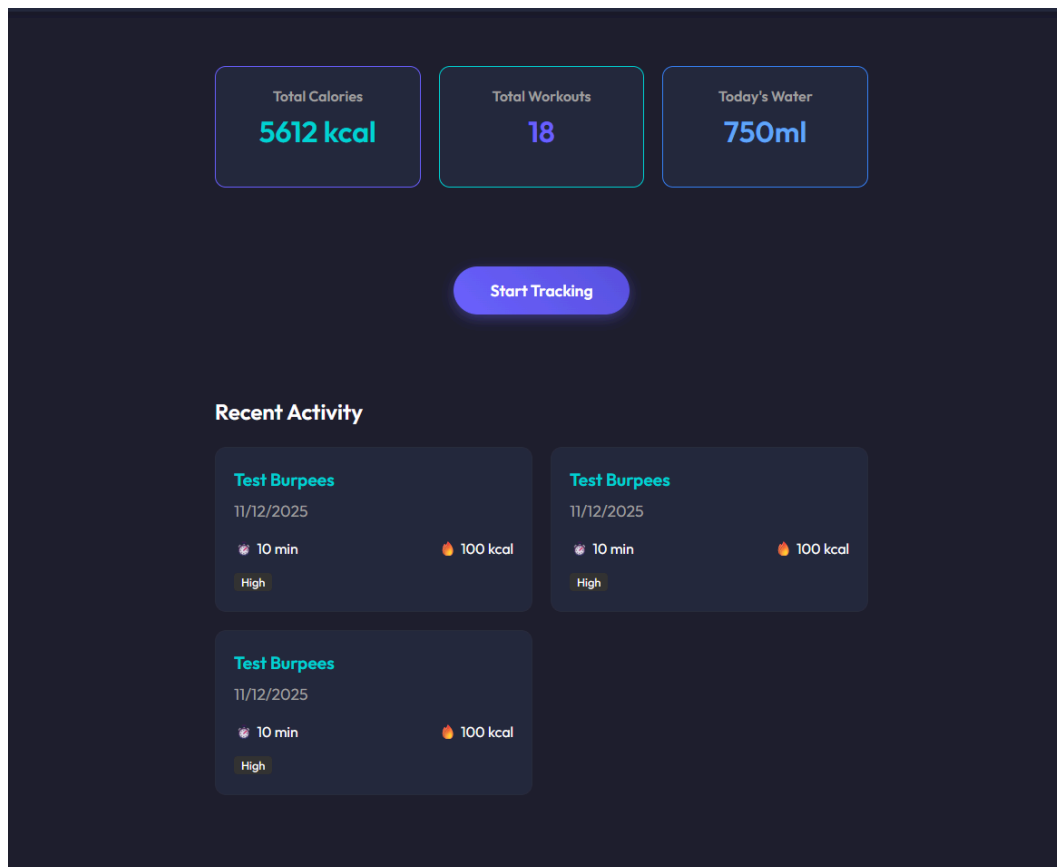 Total Calories
5612 kcal
Total Workouts
18
Today's Water
750ml
Start Tracking
Recent Activity
Test Burpees
11/12/2025
10 min
100 kcal
High
Test Burpees
11/12/2025
10 min
100 kcal
High
Test Burpees
11/12/2025
10 min
100 kcal
High